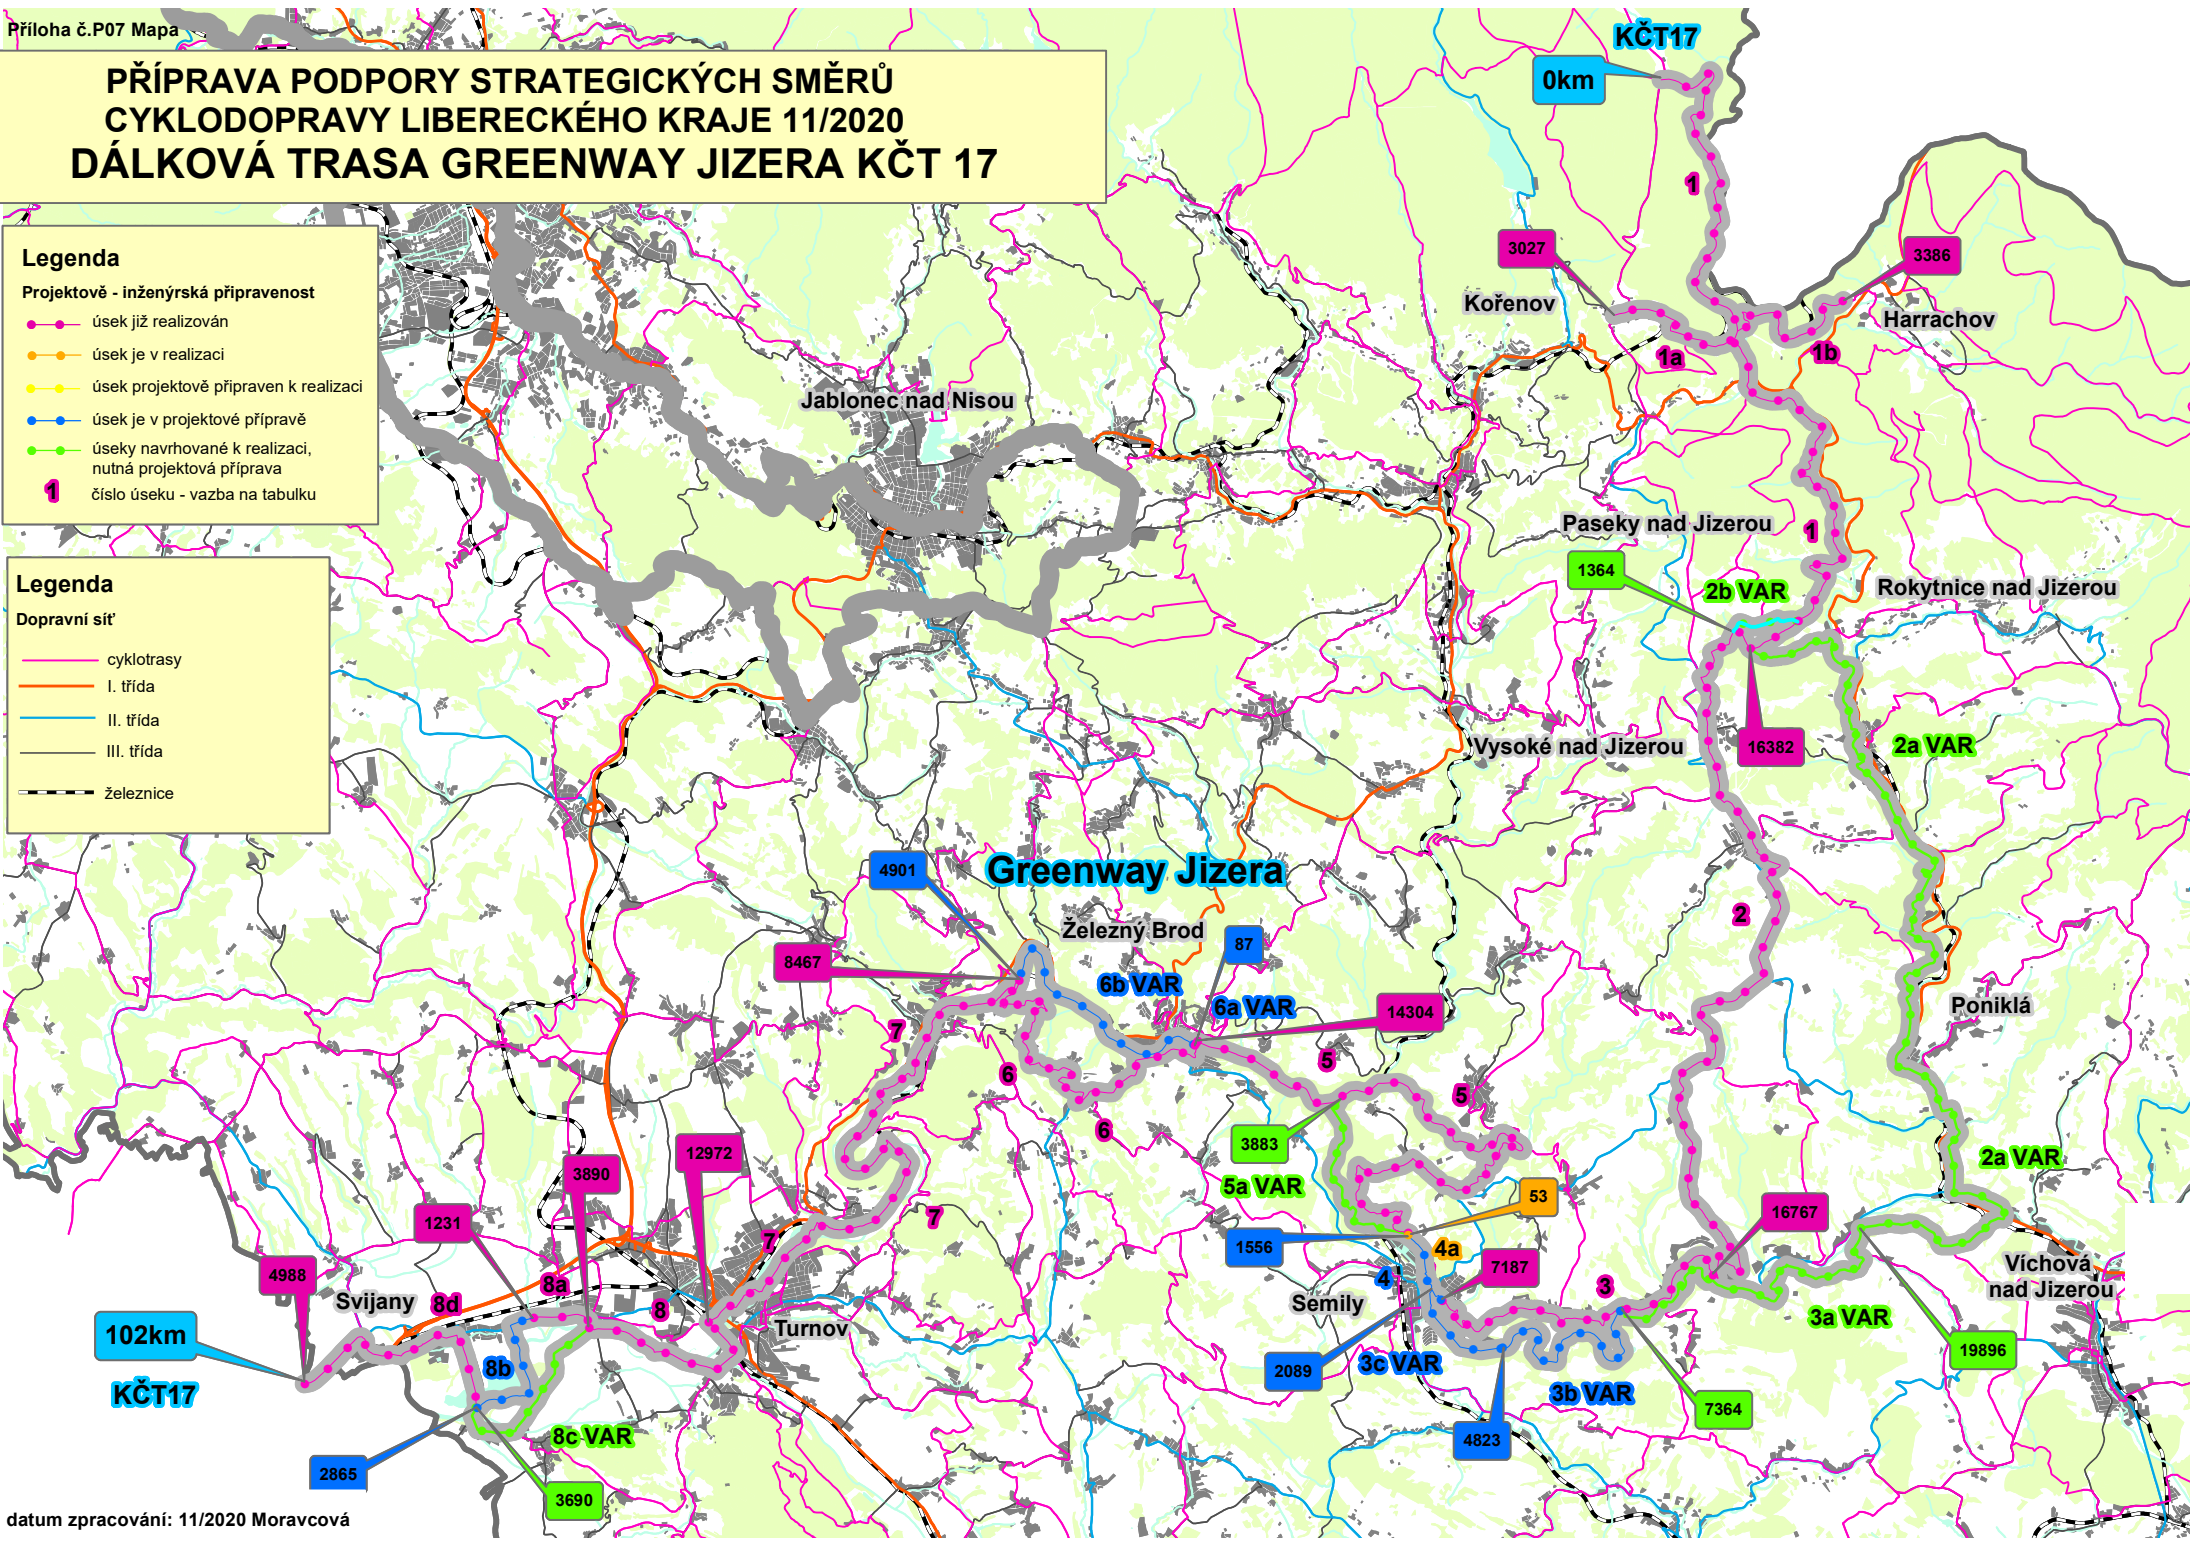 Příloha č.P07 Mapa
PŘÍPRAVA PODPORY STRATEGICKÝCH SMĚRŮ
CYKLODOPRAVY LIBERECKÉHO KRAJE 11/2020
DÁLKOVÁ TRASA GREENWAY JIZERA KČT 17
Legenda
Projektově - inženýrská připravenost
úsek již realizován
úsek je v realizaci
úsek projektově připraven k realizaci
úsek je v projektové přípravě
úseky navrhované k realizaci,
nutná projektová příprava
1
číslo úseku - vazba na tabulku
Legenda
Dopravní síť
cyklotrasy
I. třída
II. třída
III. třída
železnice
KČT17
0km
1
3027
3386
Kořenov
Harrachov
1a
1b
Jablonec nad Nisou
Paseky nad Jizerou
1
1364
2b VAR
Rokytnice nad Jizerou
Vysoké nad Jizerou
16382
2a VAR
4901
Greenway Jizera
2
Železný Brod
87
8467
6b VAR
6a VAR
14304
Poniklá
7
5
6
5
6
3883
12972
3890
5a VAR
2a VAR
53
1231
7
7
16767
1556
4a
4988
8a
4
7187
Víchová
nad Jizerou
Svijany
8d
8
Semily
3
3a VAR
102km
Turnov
19896
8b
2089
3c VAR
KČT17
3b VAR
7364
8c VAR
4823
2865
3690
datum zpracování: 11/2020 Moravcová